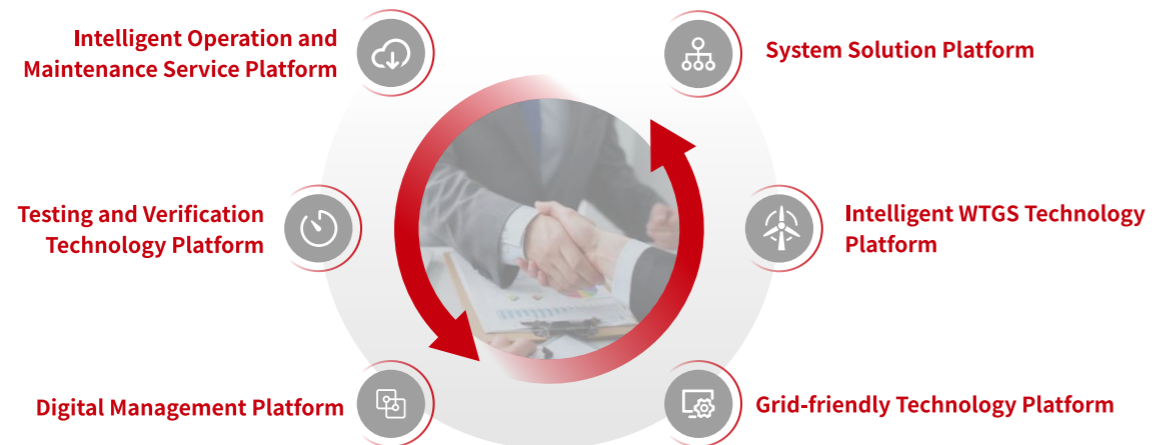 Intelligent Operation and
Maintenance Service Platform
System Solution Platform
Testing and Verification
Technology Platform
Intelligent WTGS Technology
Platform
Digital Management Platform
Grid-friendly Technology Platform